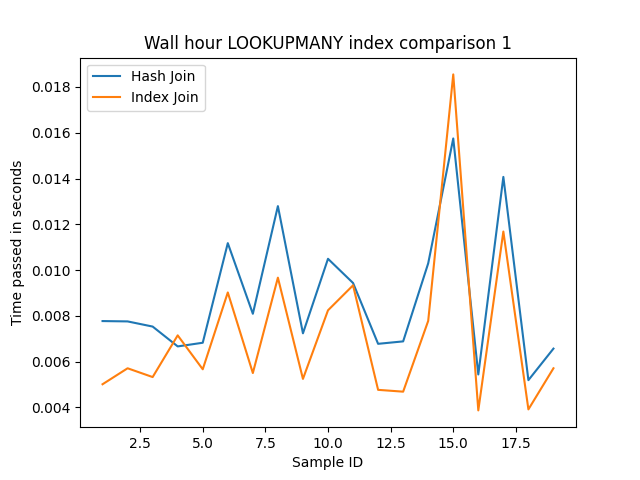 Wall hour LOOKUPMANY index comparison 1
Hash Join
Index Join
0.018
0.016
0.014
0.012
0.010
0.008
0.006
0.004
Time passed in seconds
2.5 5.0 7.5 10.0 12.5 15.0 17.5
Sample ID